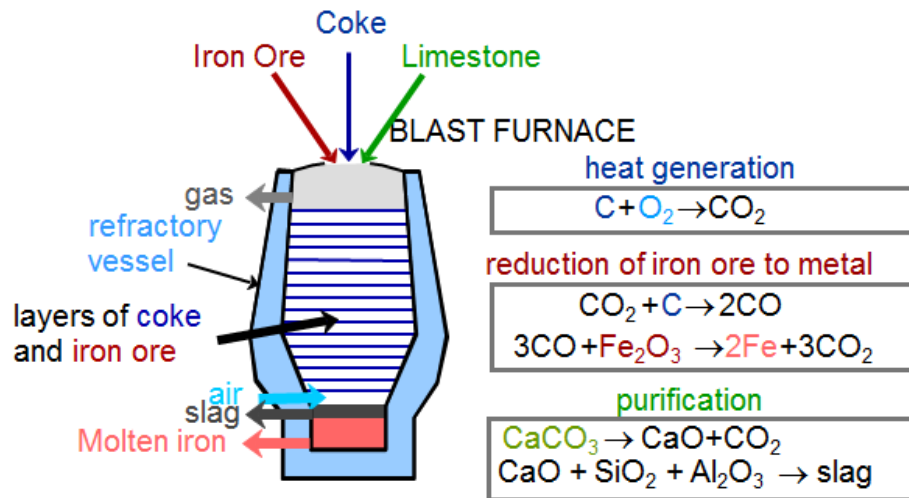 Coke
Iron Ore
Limestone
BLAST FURNACE
gas
refractory
vessel
layers of coke
and iron ore
air
slag
Molten iron
heat generation
C+O₂→CO₂
reduction of iron ore to metal
CO₂+C→2CO
3CO+Fe₂O₃→2Fe+3CO₂
purification
CaCO₃→CaO+CO₂
CaO + SiO₂ + Al₂O₃ → slag